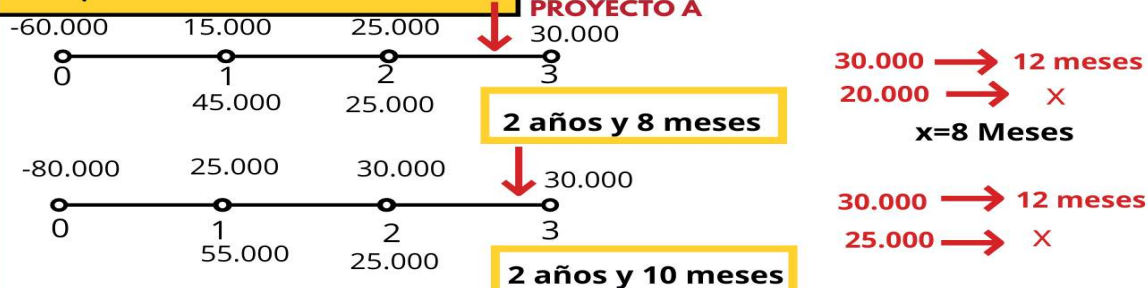 PROYECTO A
-60.000 15.000 25.000 30.000
0 1 2 3
45.000 25.000
2 años y 8 meses
30.000 12 meses
20.000 X
x=8 Meses
-80.000 25.000 30.000 30.000
0 1 2 3
55.000 25.000
2 años y 10 meses
30.000 12 meses
25.000 X